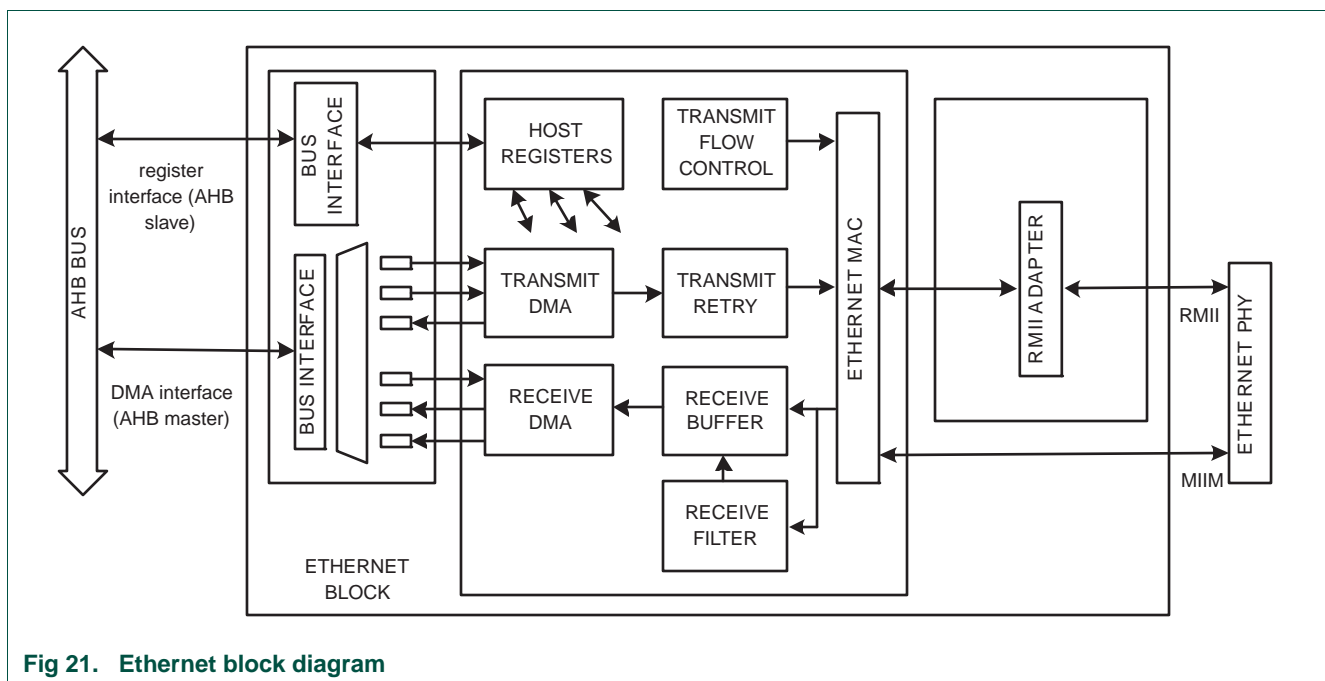 AHB BUS
register
interface (AHB
slave)
DMA interface
(AHB master)
BUS
INTERFACE
BUS INTERFACE
HOST
REGISTERS
TRANSMIT
FLOW
CONTROL
TRANSMIT
DMA
TRANSMIT
RETRY
RECEIVE
DMA
RECEIVE
BUFFER
RECEIVE
FILTER
ETHERNET MAC
RMII ADAPTER
RMII
MIIM
ETHERNET PHY
ETHERNET
BLOCK
Fig 21. Ethernet block diagram